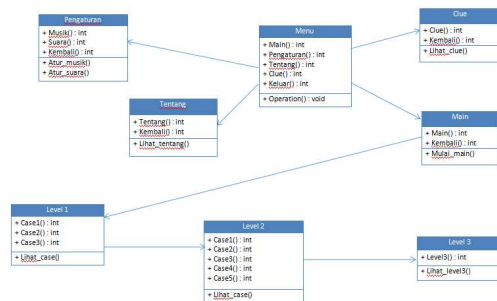 Pengaturan
+ Musik() : int
+ Suara() : int
+ Kembali() : int
+ Atur_musik()
+ Atur_suara()
Menu
+ Main() : int
+ Pengaturan() : int
+ Tentang() : int
+ Clue() : int
+ Keluar() : int
+ Operation() : void
Clue
+ Clue() : int
+ Kembali() : int
+ Lihat_clue()
Tentang
+ Tentang() : int
+ Kembali() : int
+ Lihat_tentang()
Main
+ Main() : int
+ Kembali() : int
+ Mulai_main()
Level 1
+ Case1() : int
+ Case2() : int
+ Case3() : int
+ Lihat_case()
Level 2
+ Case1() : int
+ Case2() : int
+ Case3() : int
+ Case4() : int
+ Case5() : int
+ Lihat_case()
Level 3
+ Level3() : int
+ Lihat_level3()